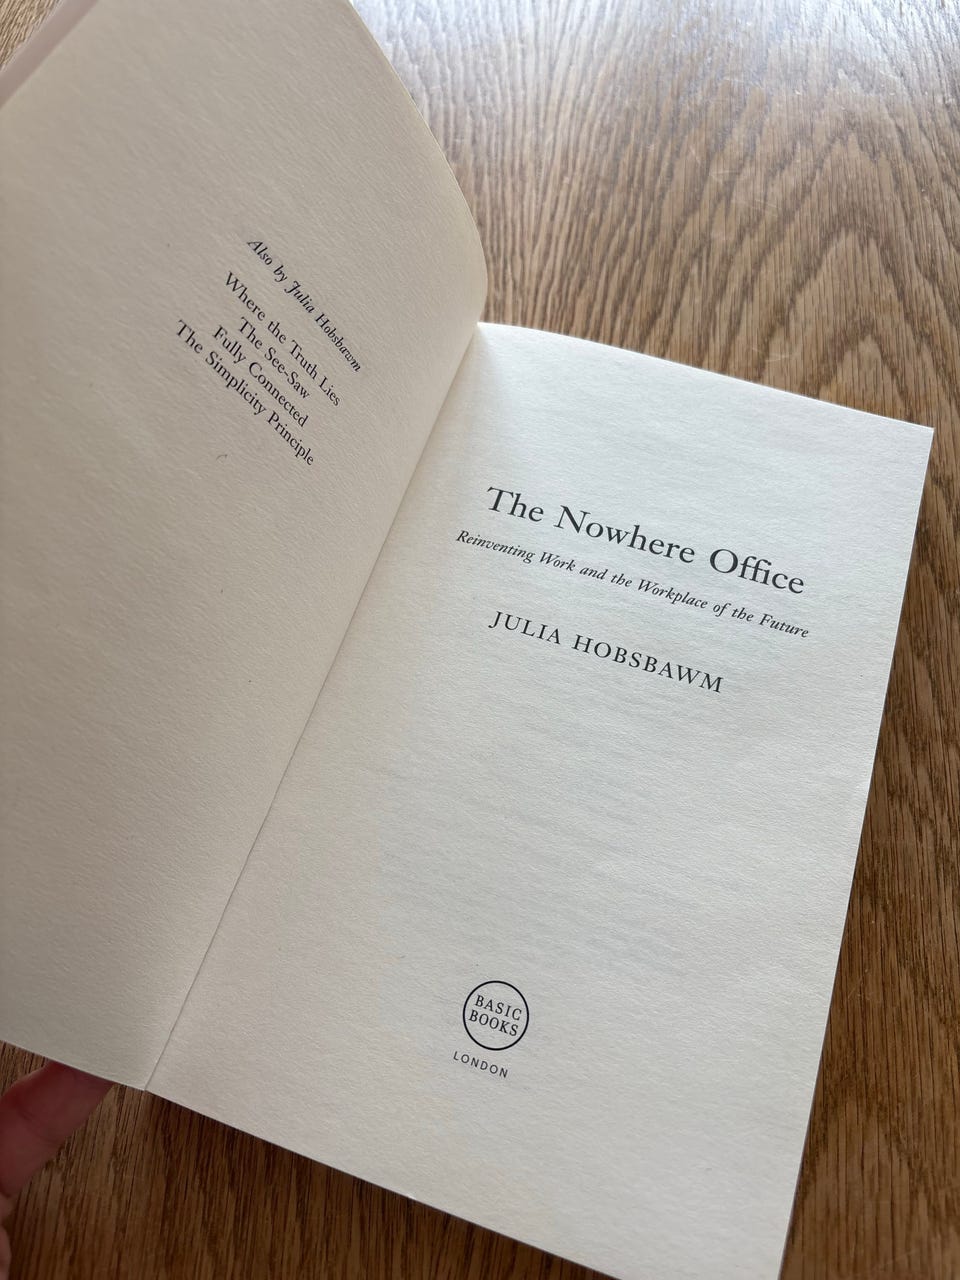 Also by Julia Hobsbawm
Where the Truth Lies
The See-Saw
Fully Connected
The Simplicity Principle
The Nowhere Office
Reinventing Work and the Workplace of the Future
JULIA HOBSBAWM
BASIC
BOOKS
LONDON